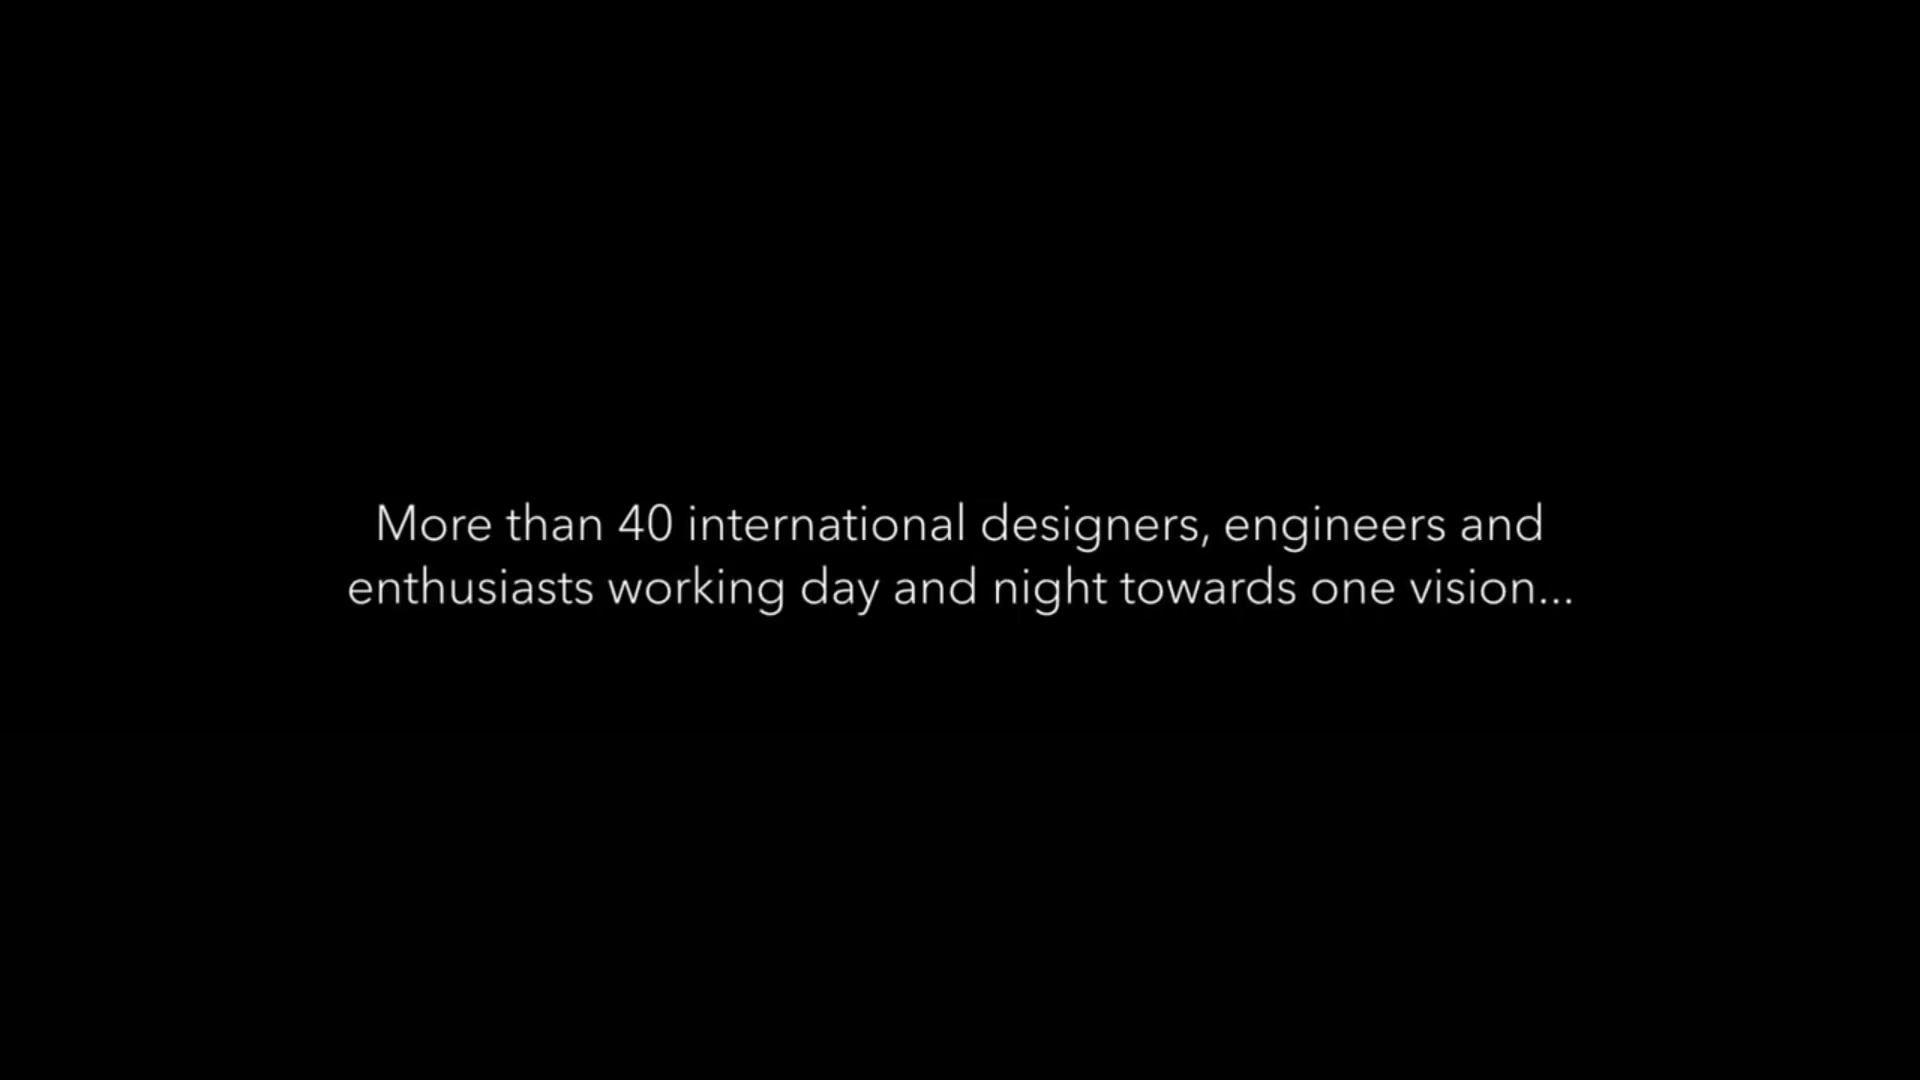 More than 40 international designers, engineers and
enthusiasts working day and night towards one vision...